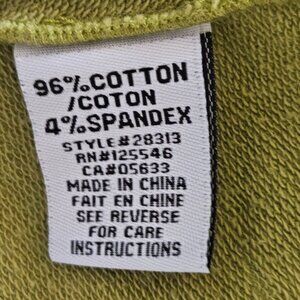 96%COTTON
/COTON
4%SPANDEX
STYLE#28313
RN#125546
CA#05633
MADE IN CHINA
FAIT EN CHINE
SEE REVERSE
FOR CARE
INSTRUCTIONS